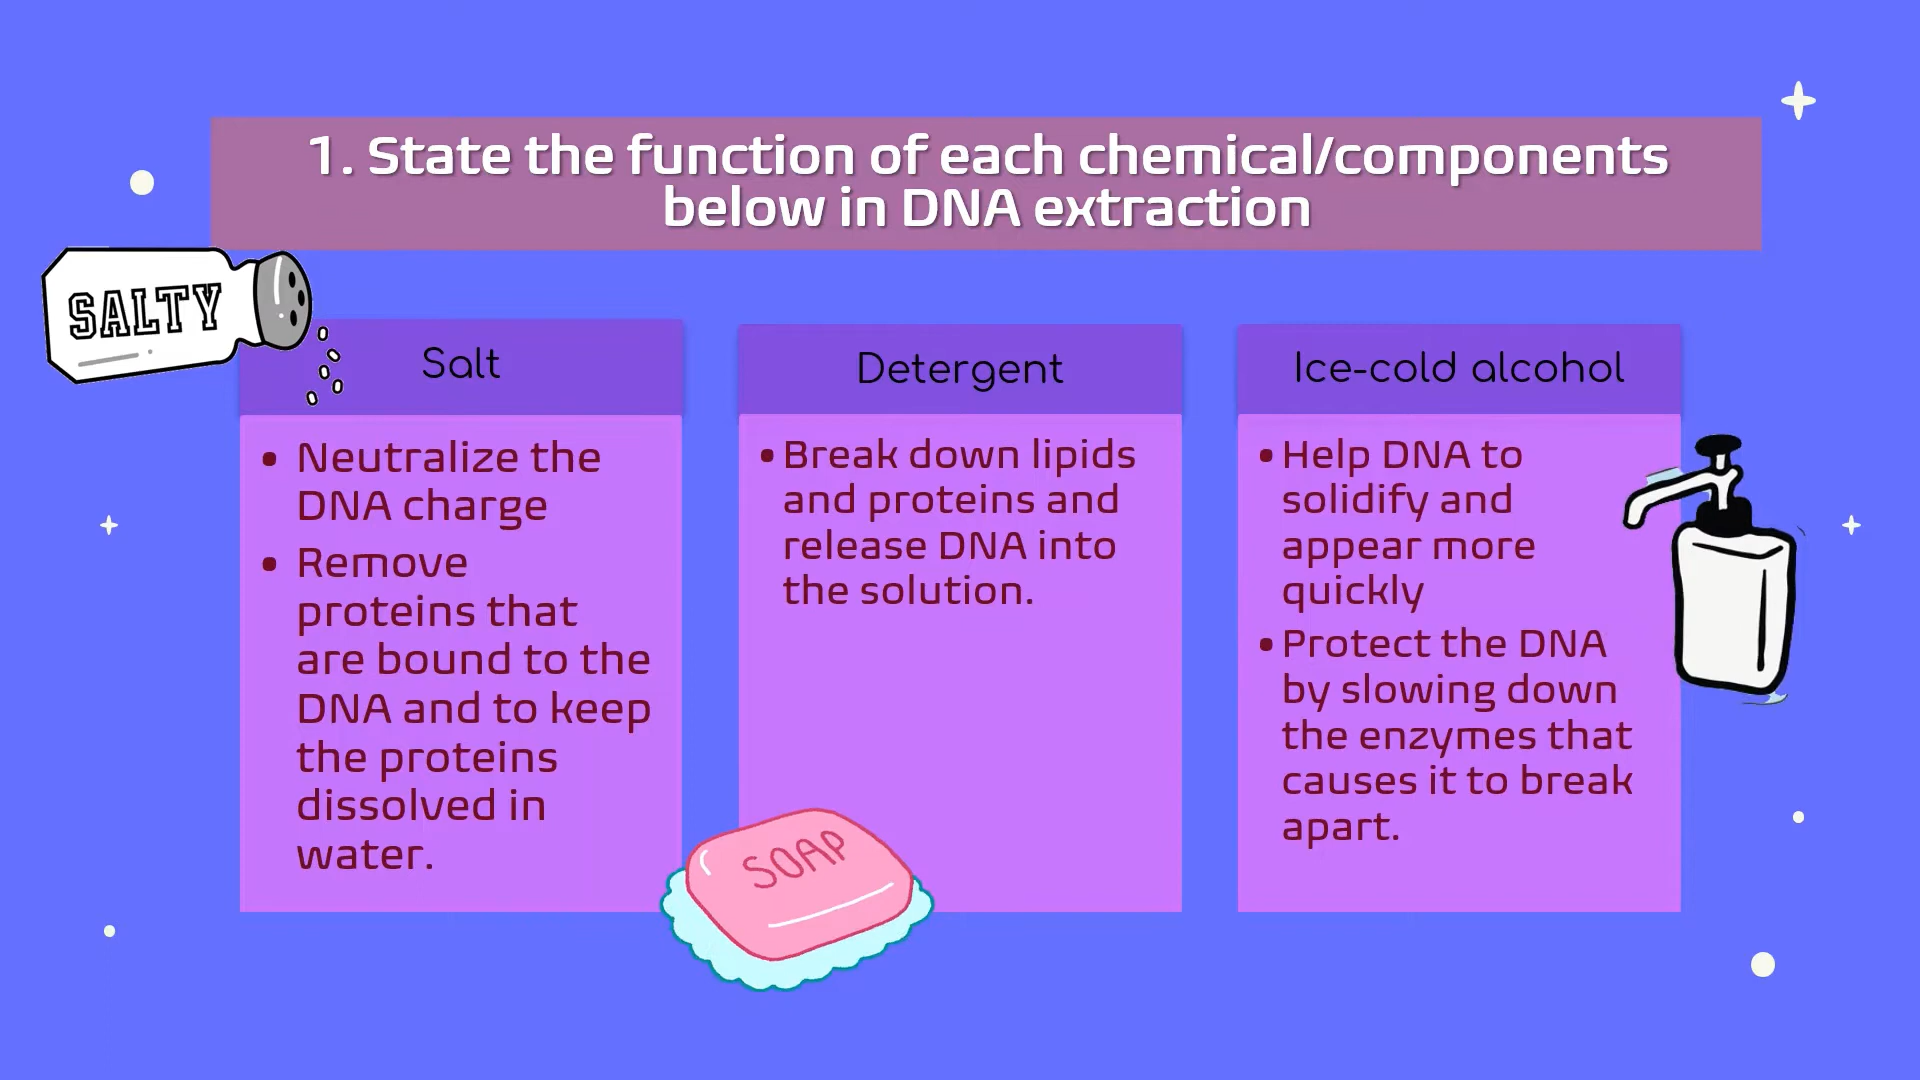 1. State the function of each chemical/components
below in DNA extraction
SALTY
Salt
• Neutralize the
DNA charge
• Remove
proteins that
are bound to the
DNA and to keep
the proteins
dissolved in
water.
Detergent
• Break down lipids
and proteins and
release DNA into
the solution.
SOAP
Ice-cold alcohol
• Help DNA to
solidify and
appear more
quickly
• Protect the DNA
by slowing down
the enzymes that
causes it to break
apart.